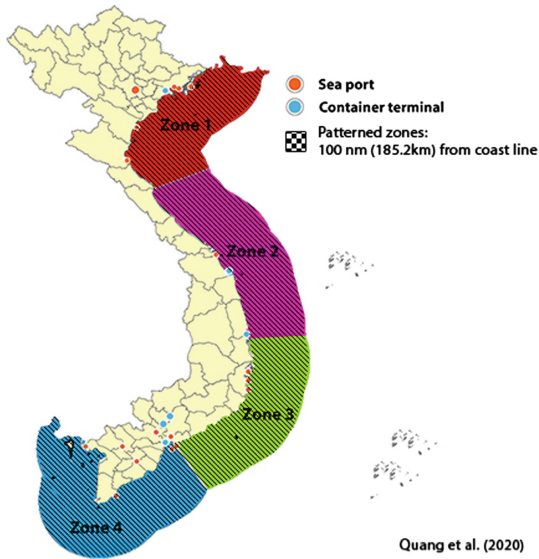 Sea port
Container terminal
Patterned zones:
100 nm (185.2km) from coast line
Zone 1
Zone 2
Zone 3
Zone 4
Quang et al. (2020)